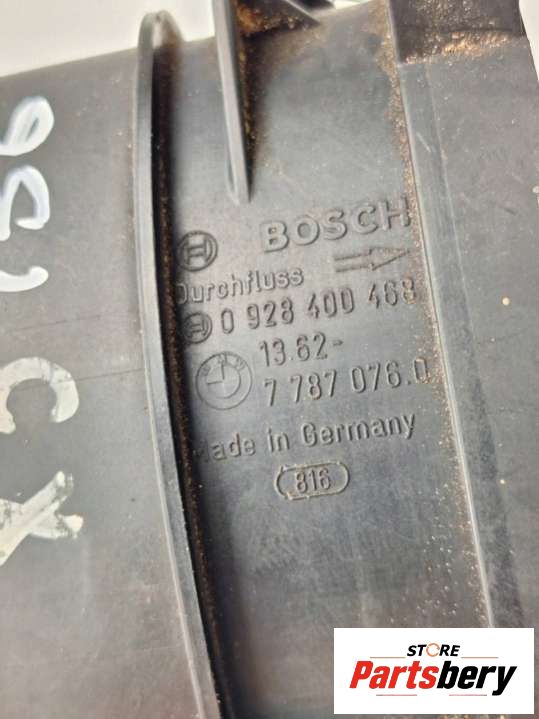 BOSCH
Durchfluss
0 928 400 468
13.62-
7 787 076.0
Made in Germany
816
STORE
Partsbery